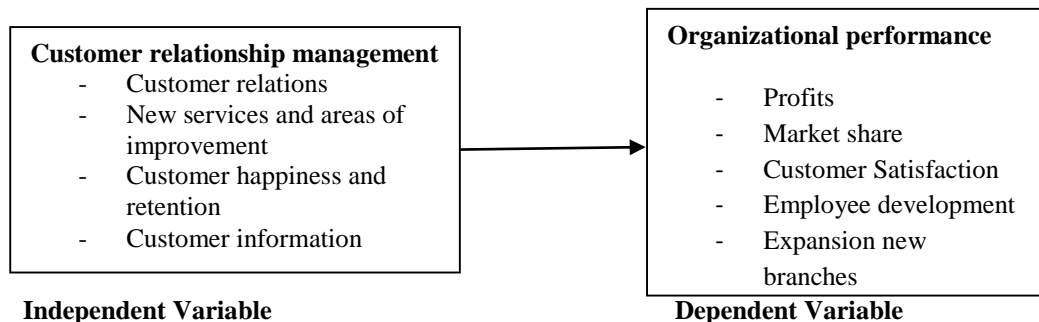 Customer relationship management
- Customer relations
- New services and areas of
improvement
- Customer happiness and
retention
- Customer information
Independent Variable
Organizational performance
- Profits
- Market share
- Customer Satisfaction
- Employee development
- Expansion new
branches
Dependent Variable